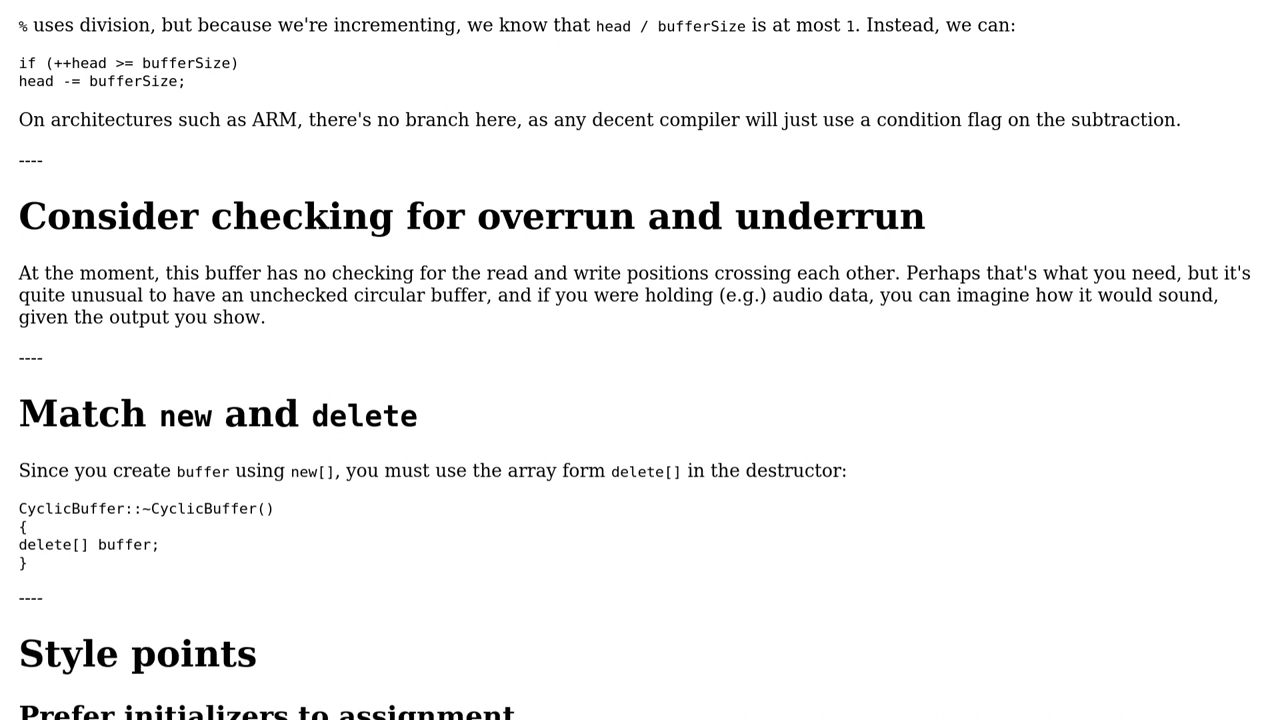 % uses division, but because we're incrementing, we know that head / bufferSize is at most 1. Instead, we can:
if (++head >= bufferSize)
head -= bufferSize;
On architectures such as ARM, there's no branch here, as any decent compiler will just use a condition flag on the subtraction.
----
Consider checking for overrun and underrun
At the moment, this buffer has no checking for the read and write positions crossing each other. Perhaps that's what you need, but it's
quite unusual to have an unchecked circular buffer, and if you were holding (e.g.) audio data, you can imagine how it would sound,
given the output you show.
----
Match new and delete
Since you create buffer using new[], you must use the array form delete[] in the destructor:
CyclicBuffer::~CyclicBuffer()
{
delete[] buffer;
}
----
Style points
Prefer initializers to assignment